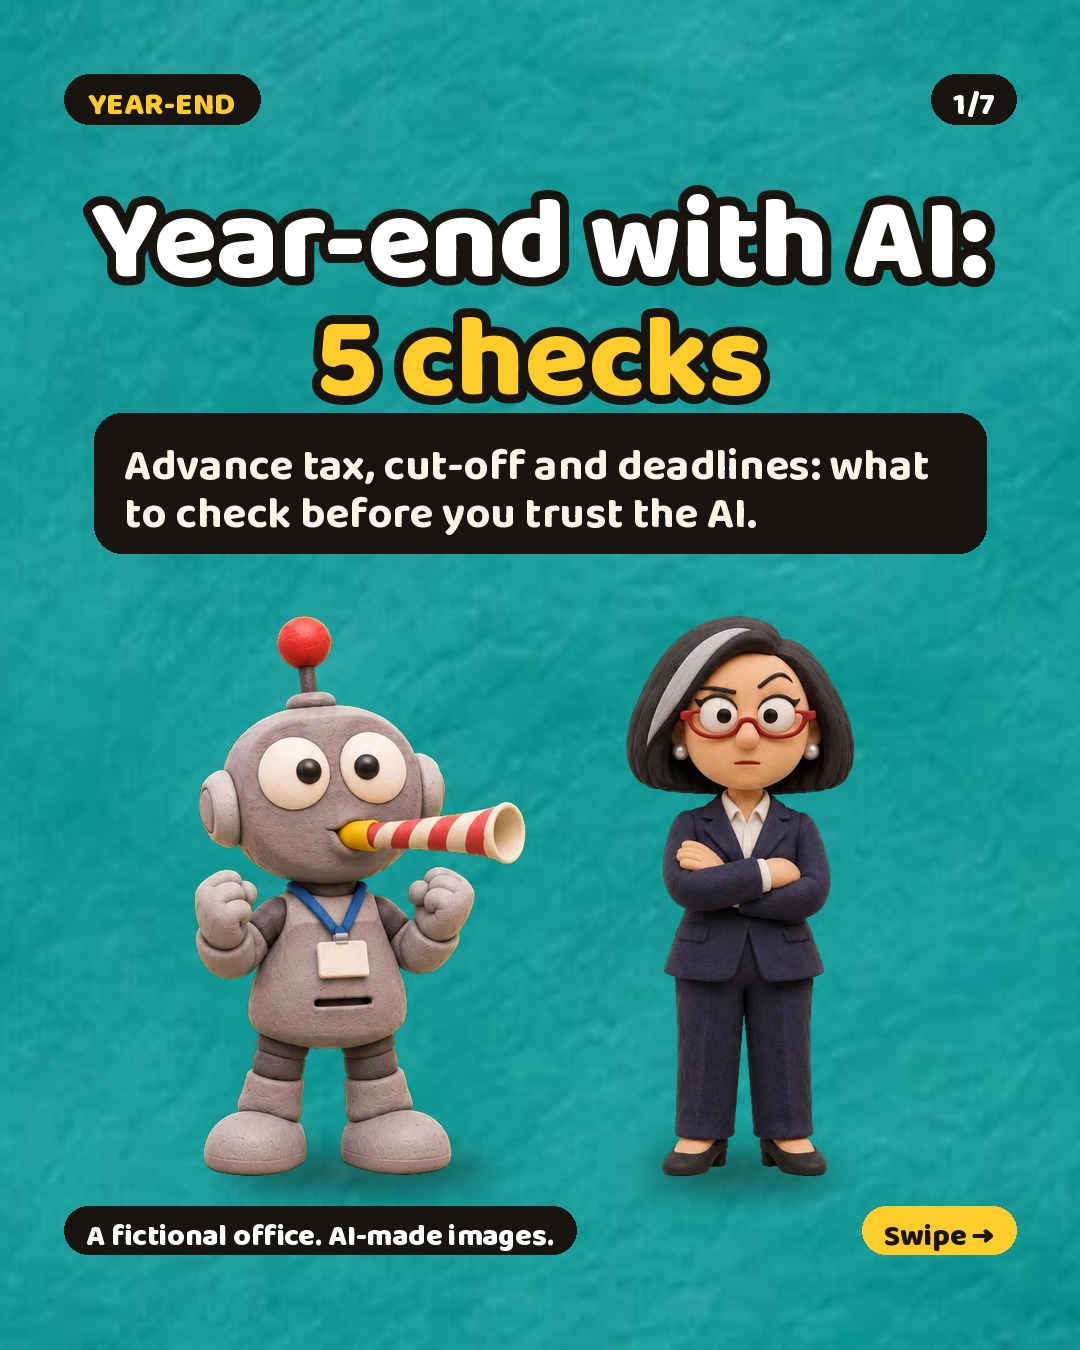 YEAR-END
1/7
Year-end with AI:
5 checks
Advance tax, cut-off and deadlines: what
to check before you trust the AI.
A fictional office. AI-made images.
Swipe →